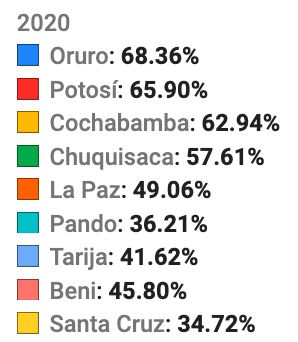 2020
Oruro: 68.36%
Potosí: 65.90%
Cochabamba: 62.94%
Chuquisaca: 57.61%
La Paz: 49.06%
Pando: 36.21%
Tarija: 41.62%
Beni: 45.80%
Santa Cruz: 34.72%